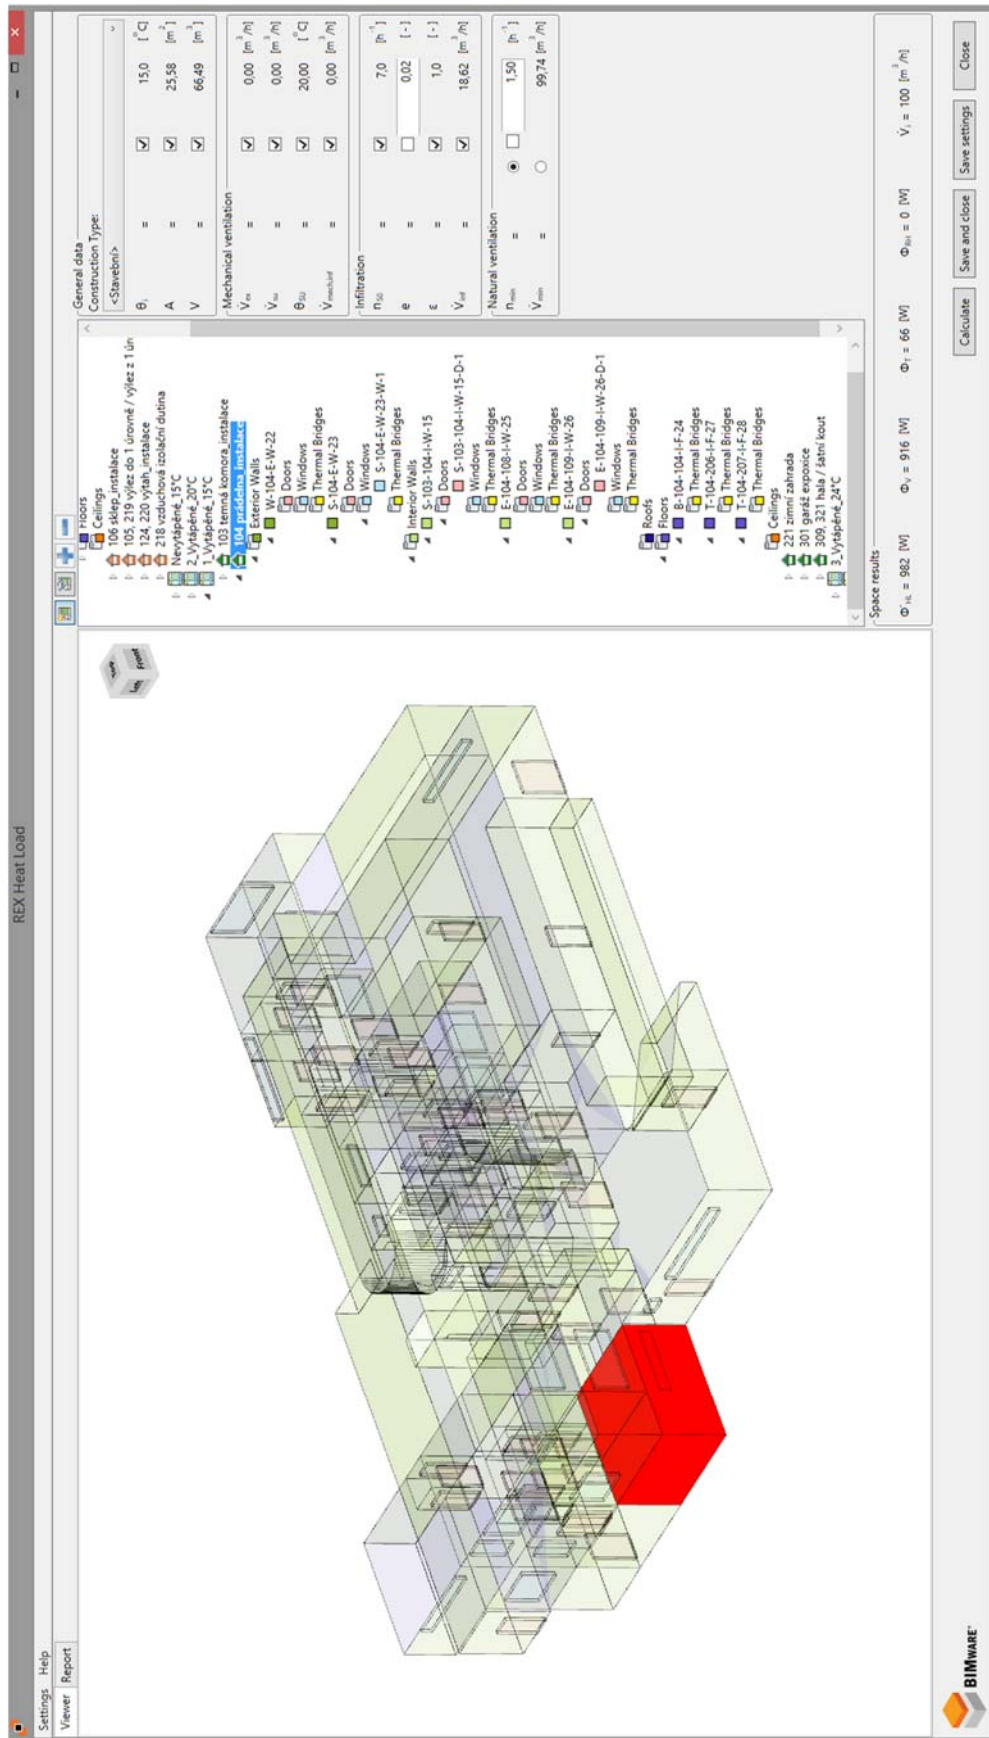 REX Heat Load
Settings Help
Viewer Report
Floors
Ceilings
106 sklep_instalace
105, 219 výlez do 1 úrovně / výlez z 1 ún
124, 220 výtah_instalace
218 vzduchová izolační dutina
Nevytápěné_15°C
2_Vytápěné_20°C
1_Vytápěné_15°C
103 temná komora_instalace
104 prádelna_instalace
Exterior Walls
W-104-E-W-22
Doors
Windows
Thermal Bridges
S-104-E-W-23
Doors
Windows
S-104-E-W-23-W-1
Thermal Bridges
Interior Walls
S-103-104-I-W-15
Doors
S-103-104-I-W-15-D-1
Windows
Thermal Bridges
E-104-108-I-W-25
Doors
Windows
Thermal Bridges
E-104-109-I-W-26
Doors
E-104-109-I-W-26-D-1
Windows
Thermal Bridges
Roofs
Floors
B-104-104-I-F-24
Thermal Bridges
T-104-206-I-F-27
Thermal Bridges
T-104-207-I-F-28
Thermal Bridges
Ceilings
221 zimní zahrada
301 garáž expozice
309, 321 hala / šatní kout
3_Vytápěné_24°C
General data
Construction Type:
<Stavební>
θi = 15,0 [°C]
A = 25,58 [m²]
V = 66,49 [m³]
Mechanical ventilation
V̇ex = 0,00 [m³/h]
V̇su = 0,00 [m³/h]
θSU = 20,00 [°C]
V̇mech,inf = 0,00 [m³/h]
Infiltration
n50 = 7,0 [h⁻¹]
e = 0,02 [-]
ε = 1,0 [-]
V̇inf = 18,62 [m³/h]
Natural ventilation
nmin = 1,50 [h⁻¹]
V̇min = 99,74 [m³/h]
Space results
ΦHL = 982 [W] ΦV = 916 [W] ΦT = 66 [W] ΦRH = 0 [W] V̇i = 100 [m³/h]
BIMWARE
Calculate Save and close Save settings Close
Left Front